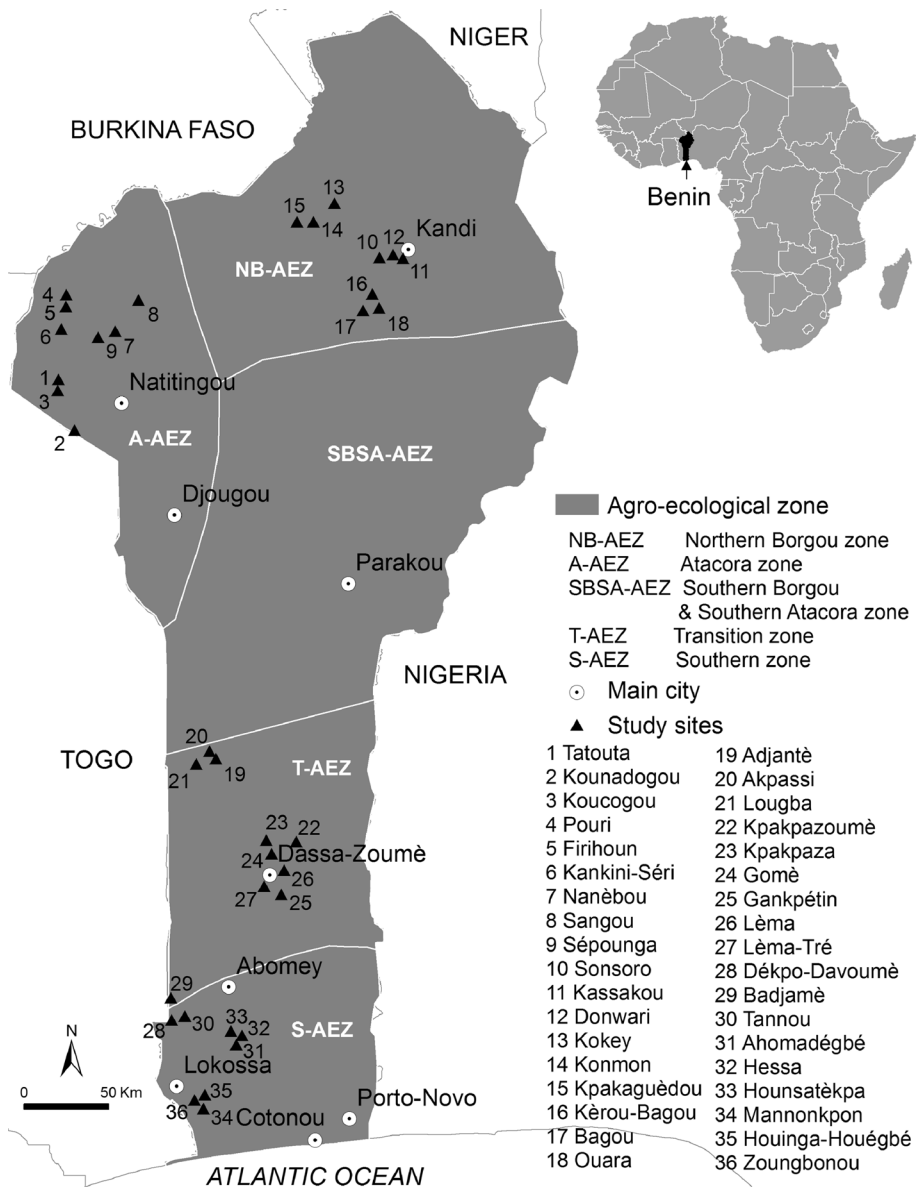 NIGER
BURKINA FASO
Benin
13
15
14
Kandi
10
12
11
NB-AEZ
16
17
18
4
5
8
6
9
7
1
3
Natitingou
2
A-AEZ
SBSA-AEZ
Djougou
Parakou
NIGERIA
TOGO
20
19
21
T-AEZ
23
22
24
Dassa-Zoumè
26
27
25
Abomey
29
28
30
33
32
31
S-AEZ
Lokossa
35
36
34
Cotonou
Porto-Novo
N
0
50 Km
ATLANTIC OCEAN
Agro-ecological zone
NB-AEZ Northern Borgou zone
A-AEZ Atacora zone
SBSA-AEZ Southern Borgou
& Southern Atacora zone
T-AEZ Transition zone
S-AEZ Southern zone
Main city
Study sites
1 Tatouta
2 Kounadogou
3 Koucogou
4 Pouri
5 Firihoun
6 Kankini-Séri
7 Nanèbou
8 Sangou
9 Sépounga
10 Sonsoro
11 Kassakou
12 Donwari
13 Kokey
14 Konmon
15 Kpakaguèdou
16 Kèrou-Bagou
17 Bagou
18 Ouara
19 Adjantè
20 Akpassi
21 Lougba
22 Kpakpazoumè
23 Kpakpaza
24 Gomè
25 Gankpétin
26 Lèma
27 Lèma-Tré
28 Dékpo-Davoumè
29 Badjamè
30 Tannou
31 Ahomadégbé
32 Hessa
33 Hounsatèkpa
34 Mannonkpon
35 Houinga-Houégbé
36 Zoungbonou